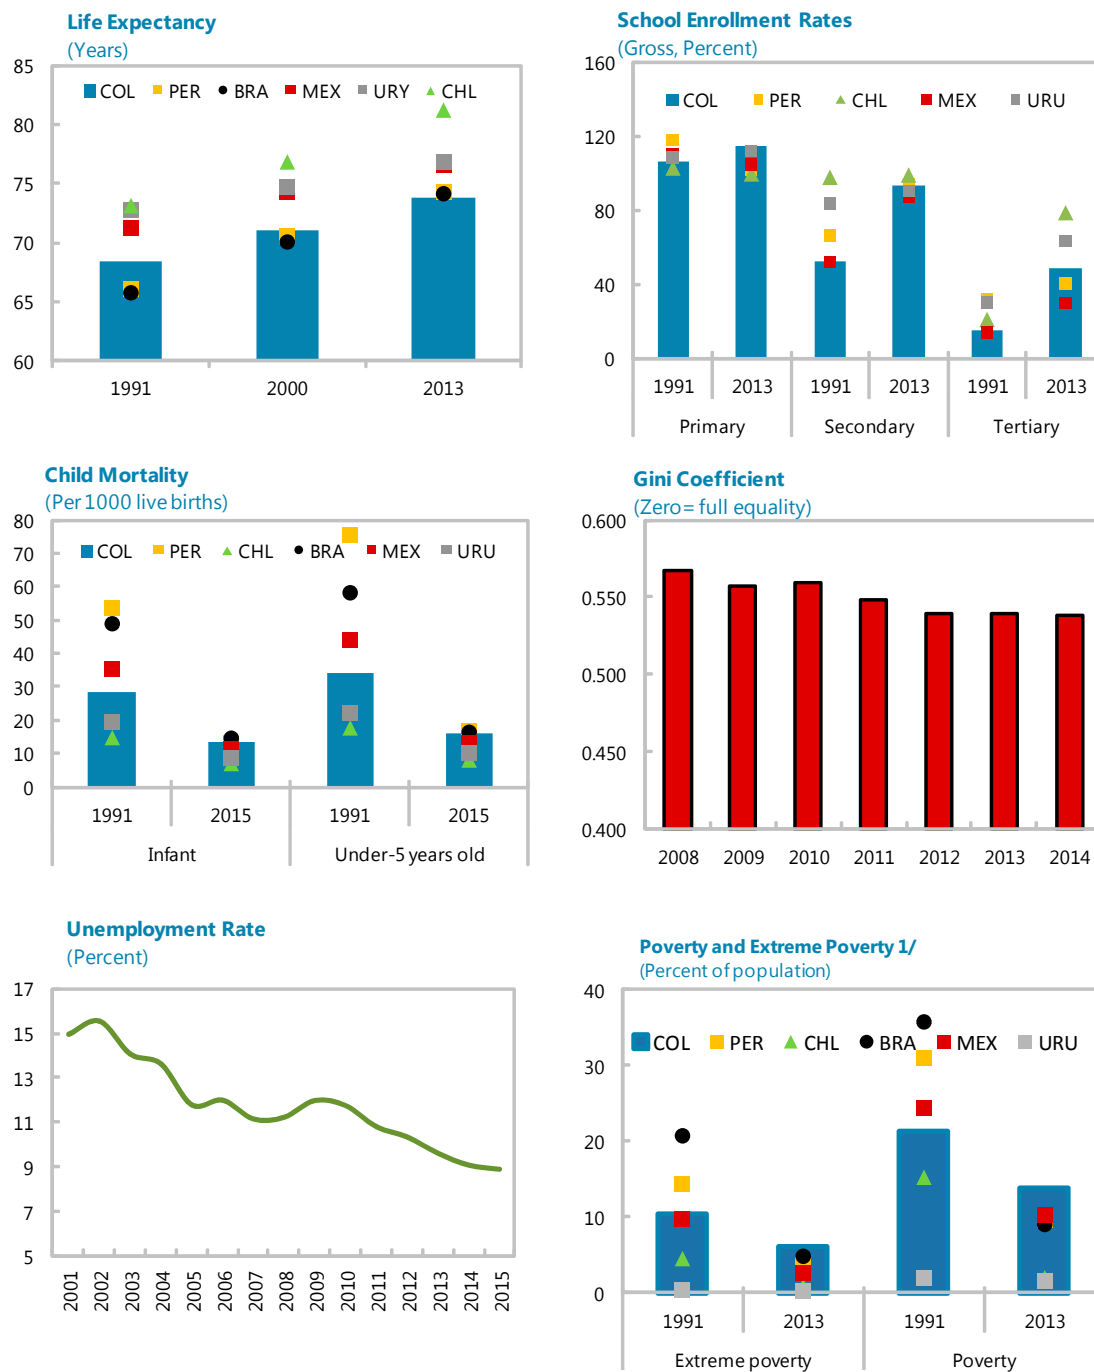 Life Expectancy
(Years)
85
80
75
70
65
60
COL PER BRA MEX URY CHL
1991 2000 2013
School Enrollment Rates
(Gross, Percent)
160
120
80
40
0
COL PER CHL MEX URU
1991 2013 1991 2013 1991 2013
Primary Secondary Tertiary
Child Mortality
(Per 1000 live births)
80
70
60
50
40
30
20
10
0
COL PER CHL BRA MEX URU
1991 2015 1991 2015
Infant Under-5 years old
Gini Coefficient
(Zero= full equality)
0.600
0.550
0.500
0.450
0.400
2008 2009 2010 2011 2012 2013 2014
Unemployment Rate
(Percent)
17
15
13
11
9
7
5
2001 2002 2003 2004 2005 2006 2007 2008 2009 2010 2011 2012 2013 2014 2015
Poverty and Extreme Poverty 1/
(Percent of population)
40
30
20
10
0
COL PER CHL BRA MEX URU
1991 2013 1991 2013
Extreme poverty Poverty